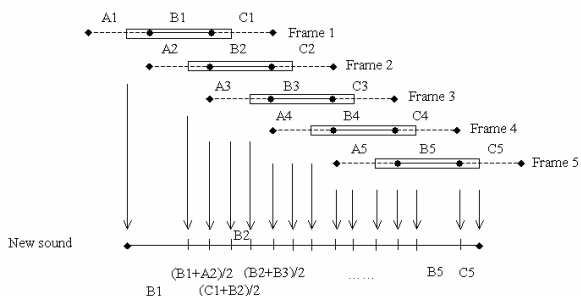 A1 B1 C1 Frame 1
A2 B2 C2 Frame 2
A3 B3 C3 Frame 3
A4 B4 C4 Frame 4
A5 B5 C5 Frame 5
B2
New sound
(B1+A2)/2 (B2+B3)/2 ...... B5 C5
B1 (C1+B2)/2